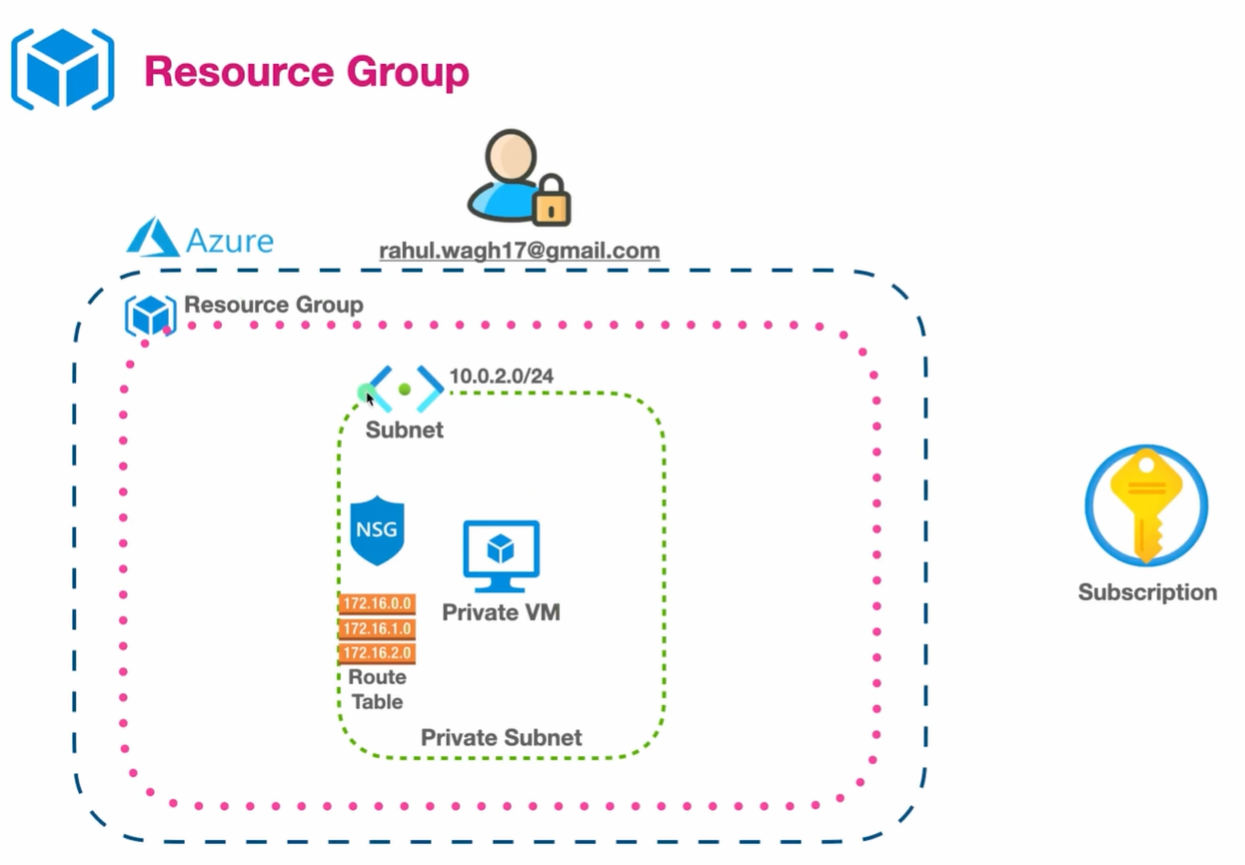 Resource Group
rahul.wagh17@gmail.com
Azure
Resource Group
10.0.2.0/24
Subnet
NSG
172.16.0.0
172.16.1.0
172.16.2.0
Route
Table
Private VM
Private Subnet
Subscription